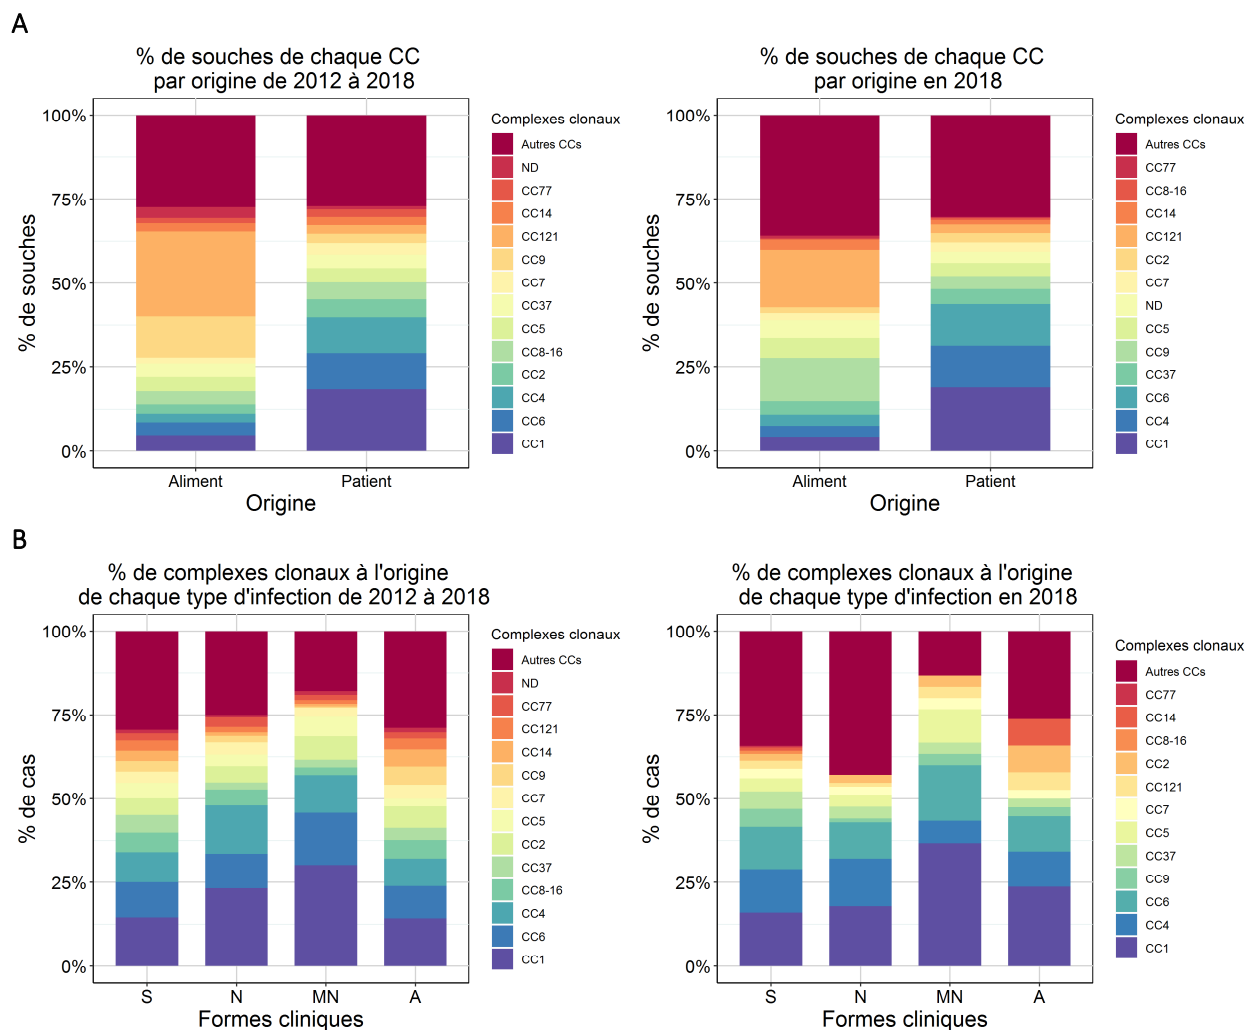 A
% de souches de chaque CC
par origine de 2012 à 2018
100%
75%
50%
25%
0%
% de souches
Aliment
Patient
Origine
Complexes clonaux
Autres CCs
ND
CC77
CC14
CC121
CC9
CC7
CC37
CC5
CC8-16
CC2
CC4
CC6
CC1
% de souches de chaque CC
par origine en 2018
100%
75%
50%
25%
0%
% de souches
Aliment
Patient
Origine
Complexes clonaux
Autres CCs
CC77
CC8-16
CC14
CC121
CC2
CC7
ND
CC5
CC9
CC37
CC6
CC4
CC1
B
% de complexes clonaux à l'origine
de chaque type d'infection de 2012 à 2018
100%
75%
50%
25%
0%
% de cas
S
N
MN
A
Formes cliniques
Complexes clonaux
Autres CCs
ND
CC77
CC121
CC14
CC9
CC7
CC5
CC2
CC37
CC8-16
CC4
CC6
CC1
% de complexes clonaux à l'origine
de chaque type d'infection en 2018
100%
75%
50%
25%
0%
% de cas
S
N
MN
A
Formes cliniques
Complexes clonaux
Autres CCs
CC77
CC14
CC8-16
CC2
CC121
CC7
CC5
CC37
CC9
CC6
CC4
CC1